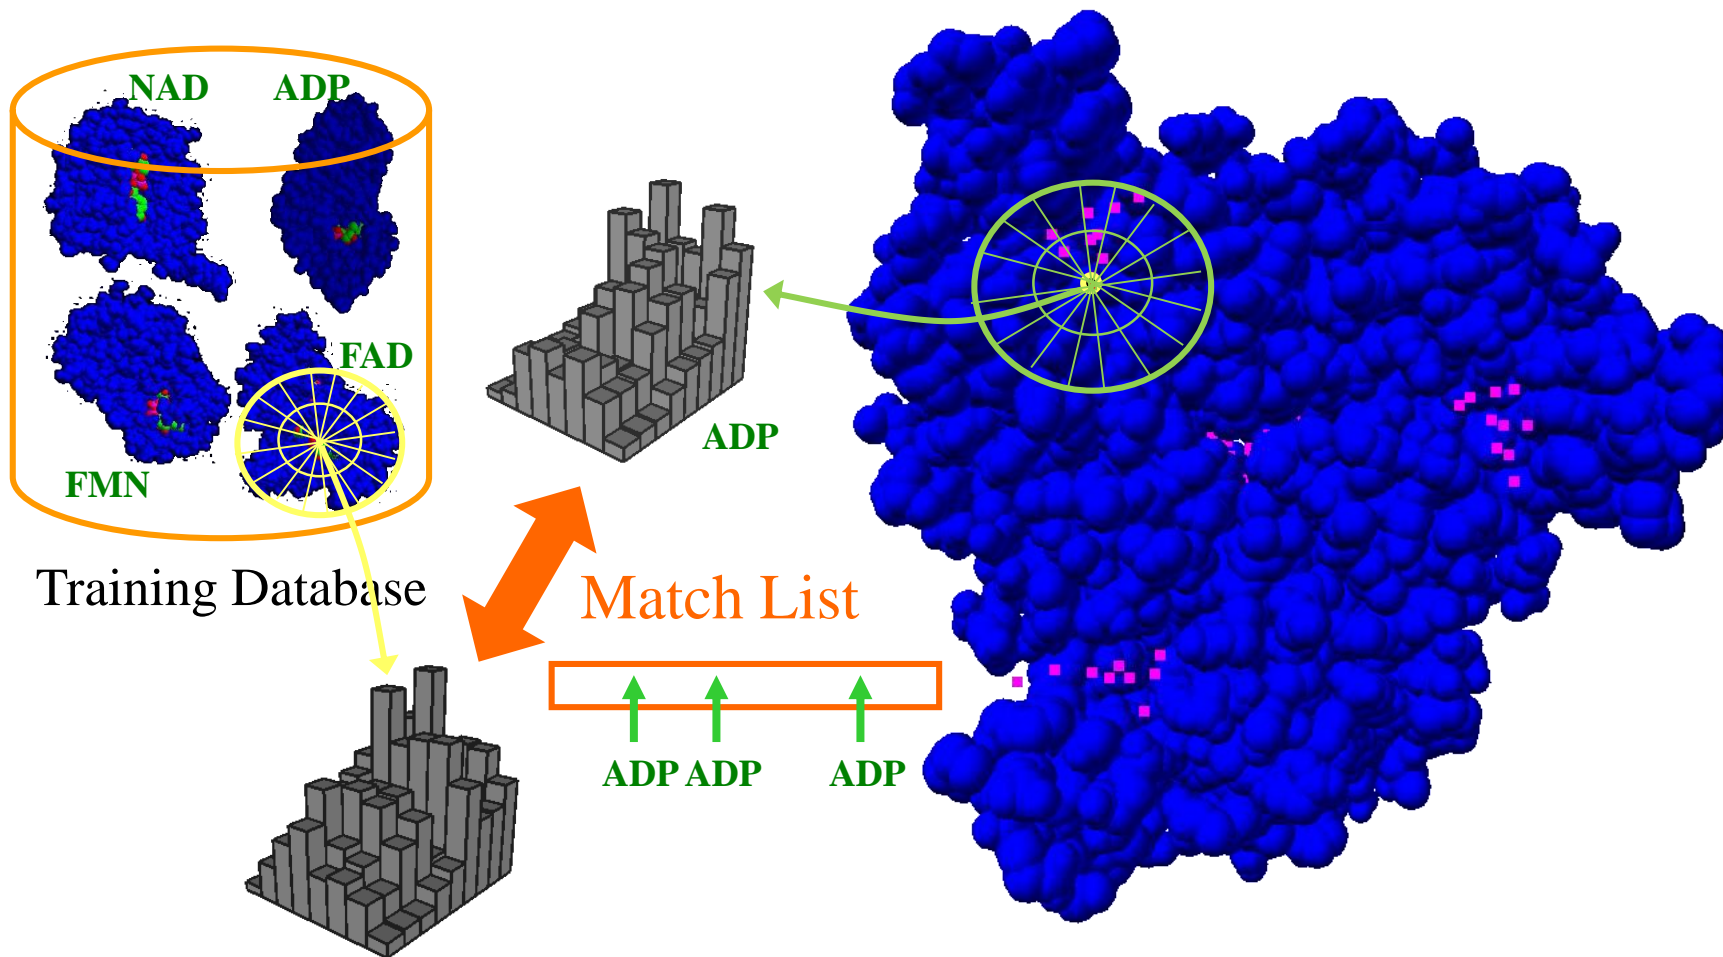 NAD ADP
FAD
FMN
ADP
Training Database
Match List
ADP ADP ADP